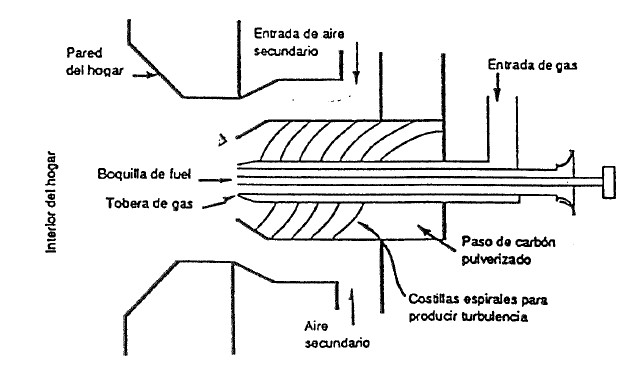 Entrada de aire
secundario
Pared
del hogar
Entrada de gas
Interior del hogar
Boquilla de fuel
Tobera de gas
Paso de carbón
pulverizado
Costillas espirales para
producir turbulencia
Aire
secundario